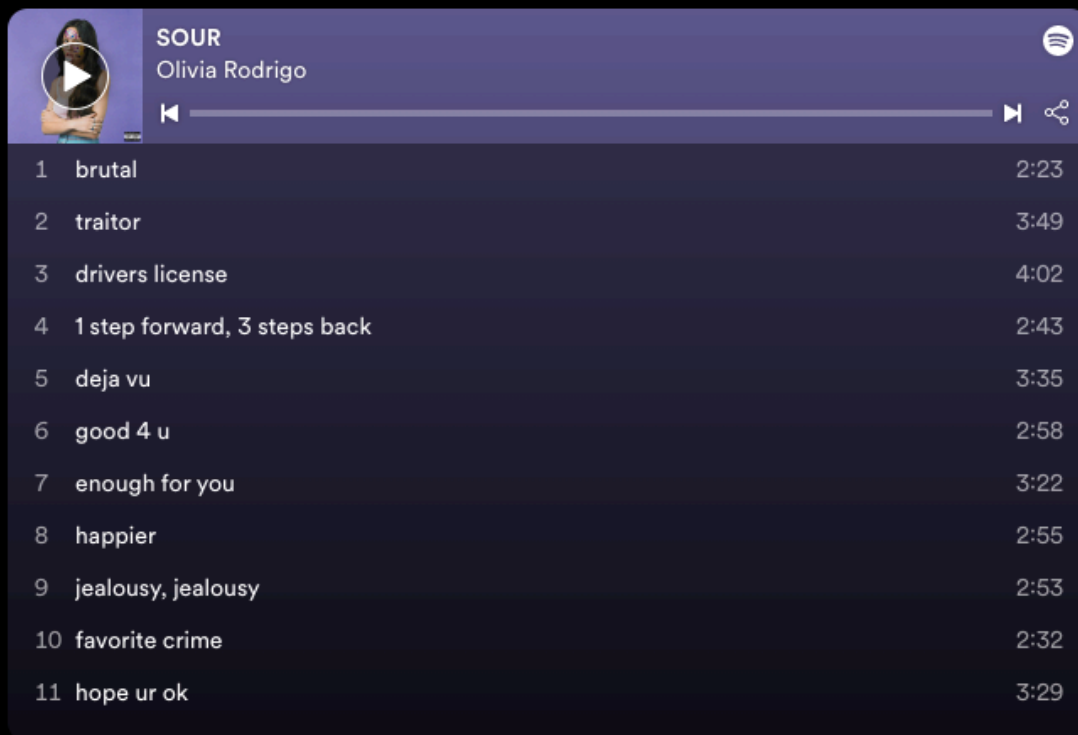 SOUR
Olivia Rodrigo
1 brutal 2:23
2 traitor 3:49
3 drivers license 4:02
4 1 step forward, 3 steps back 2:43
5 deja vu 3:35
6 good 4 u 2:58
7 enough for you 3:22
8 happier 2:55
9 jealousy, jealousy 2:53
10 favorite crime 2:32
11 hope ur ok 3:29